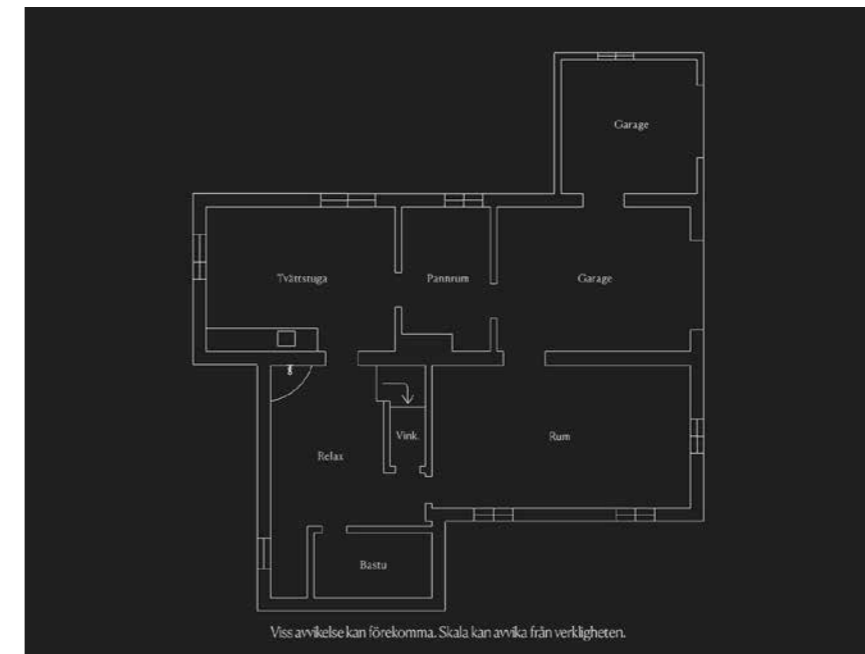 Garage
Tvättstuga
Pannrum
Garage
Vink.
Rum
Relax
Bastu
Viss avvikelse kan förekomma. Skala kan avvika från verkligheten.